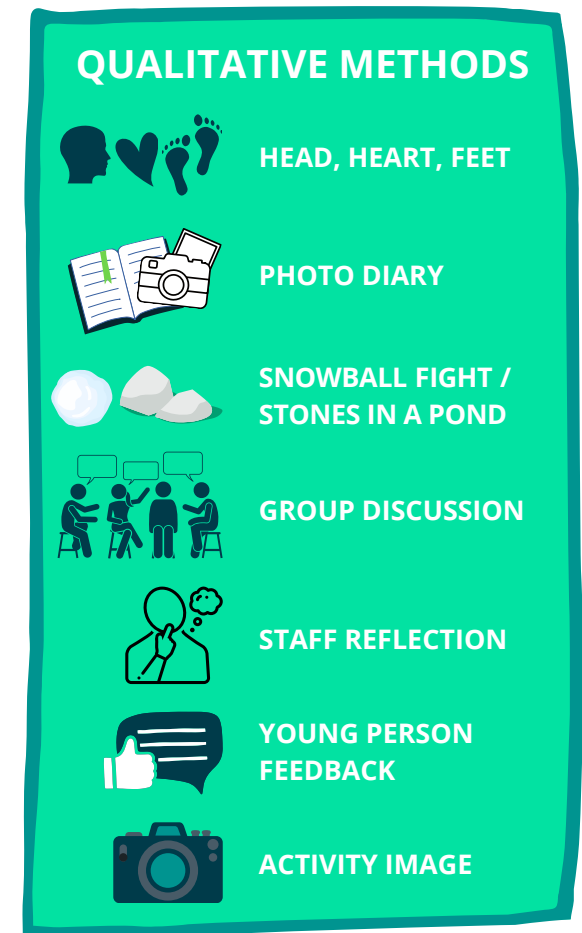 QUALITATIVE METHODS
HEAD, HEART, FEET
PHOTO DIARY
SNOWBALL FIGHT /
STONES IN A POND
GROUP DISCUSSION
STAFF REFLECTION
YOUNG PERSON
FEEDBACK
ACTIVITY IMAGE